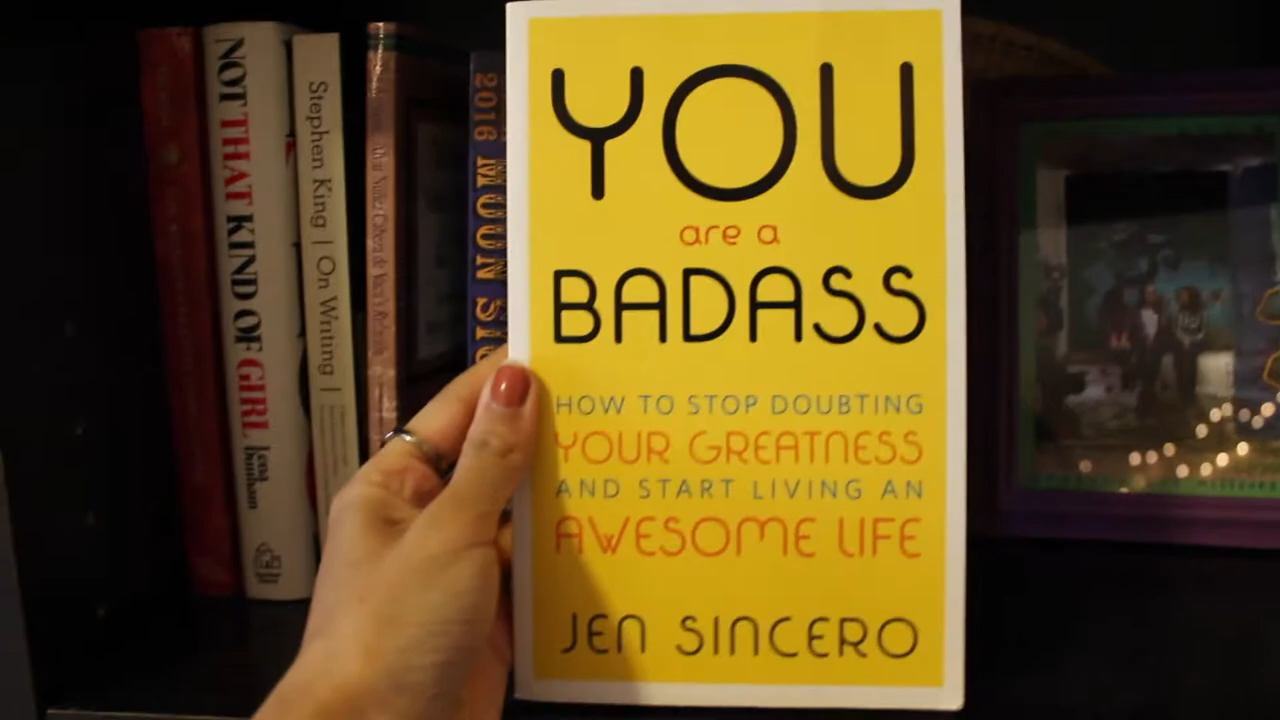 NOT THAT KIND OF GIRL
Lena Dunham
Stephen King | On Writing |
2016 MOON
YOU
are a
BADASS
HOW TO STOP DOUBTING
YOUR GREATNESS
AND START LIVING AN
AWESOME LIFE
JEN SINCERO